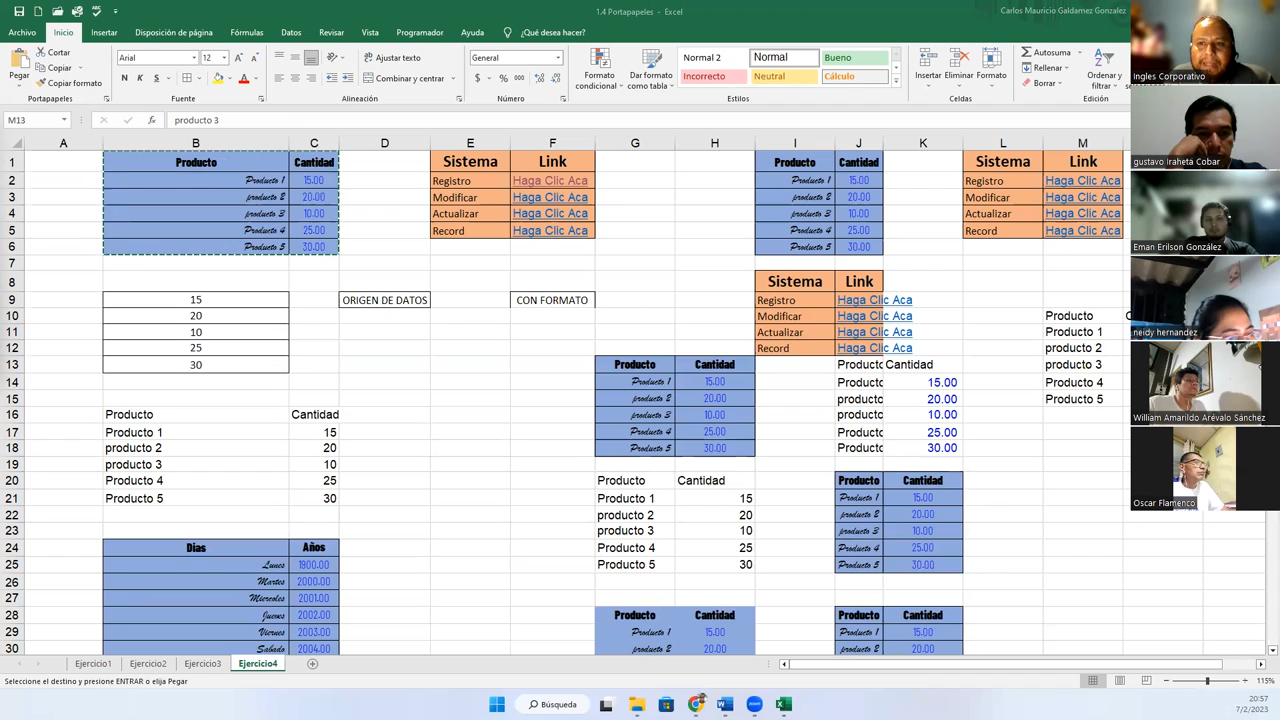 1.4 Portapapeles - Excel
Carlos Mauricio Galdamez Gonzalez
Archivo Inicio Insertar Disposición de página Fórmulas Datos Revisar Vista Programador Ayuda ¿Qué desea hacer?
Pegar
Cortar
Copiar
Copiar formato
Portapapeles
Arial 12
N K S
Fuente
Ajustar texto
Combinar y centrar
Alineación
General
$ % 000
Número
Formato condicional
Dar formato como tabla
Normal 2 Normal Bueno
Incorrecto Neutral Cálculo
Estilos
Insertar Eliminar Formato
Celdas
Autosuma
Rellenar
Borrar
Ordenar y
Edición
M13 fx producto 3
A B C D E F G H I J K L M
1 Producto Cantidad Sistema Link Producto Cantidad Sistema Link
2 Producto 1 15.00 Registro Haga Clic Aca Producto 1 15.00 Registro Haga Clic Aca
3 producto 2 20.00 Modificar Haga Clic Aca producto 2 20.00 Modificar Haga Clic Aca
4 producto 3 10.00 Actualizar Haga Clic Aca producto 3 10.00 Actualizar Haga Clic Aca
5 Producto 4 25.00 Record Haga Clic Aca Producto 4 25.00 Record Haga Clic Aca
6 Producto 5 30.00 Producto 5 30.00
7
8 Sistema Link
9 15 ORIGEN DE DATOS CON FORMATO Registro Haga Clic Aca
10 20 Modificar Haga Clic Aca Producto C
11 10 Actualizar Haga Clic Aca Producto 1
12 25 Record Haga Clic Aca producto 2
13 30 Producto Cantidad Producto Cantidad producto 3
14 Producto 1 15.00 Producto 15.00 Producto 4
15 producto 2 20.00 producto 20.00 Producto 5
16 Producto Cantidad producto 3 10.00 producto 10.00
17 Producto 1 15 Producto 4 25.00 Producto 25.00
18 producto 2 20 Producto 5 30.00 Producto 30.00
19 producto 3 10
20 Producto 4 25 Producto Cantidad Producto Cantidad
21 Producto 5 30 Producto 1 15 Producto 1 15.00
22 producto 2 20 producto 2 20.00
23 producto 3 10 producto 3 10.00
24 Dias Años Producto 4 25 Producto 4 25.00
25 Lunes 1900.00 Producto 5 30 Producto 5 30.00
26 Martes 2000.00
27 Miercoles 2001.00
28 Jueves 2002.00 Producto Cantidad Producto Cantidad
29 Viernes 2003.00 Producto 1 15.00 Producto 1 15.00
30 Sabado 2004.00 producto 2 20.00 producto 2 20.00
Ejercicio1 Ejercicio2 Ejercicio3 Ejercicio4
Seleccione el destino y presione ENTRAR o elija Pegar
115%
Búsqueda
20:57
7/2/2023
Ingles Corporativo
gustavo Iraheta Cobar
Eman Erilson González
neidy hernandez
William Amarildo Arévalo Sánchez
Oscar Flamenco